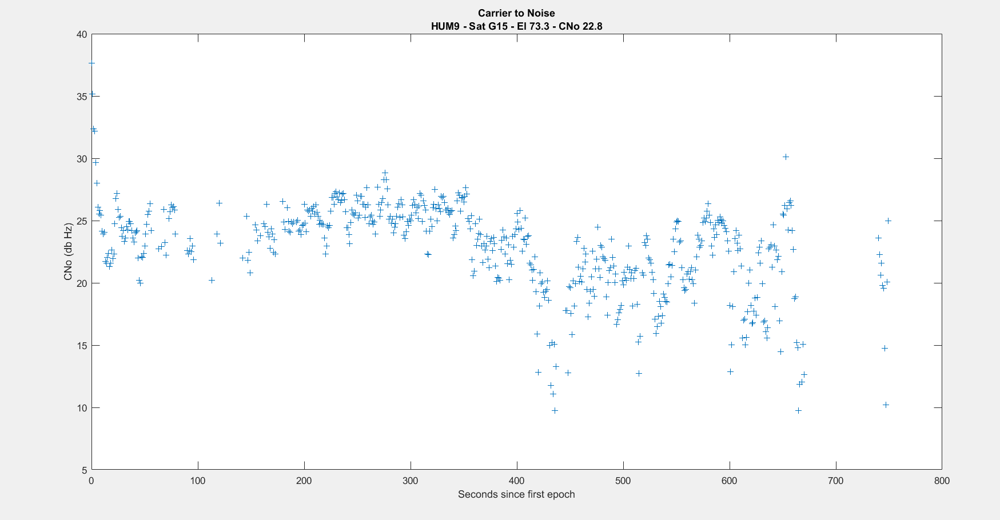 Carrier to Noise
HUM9 - Sat G15 - El 73.3 - CNo 22.8
40
35
30
25
20
15
10
5
CNo (db Hz)
0 100 200 300 400 500 600 700 800
Seconds since first epoch